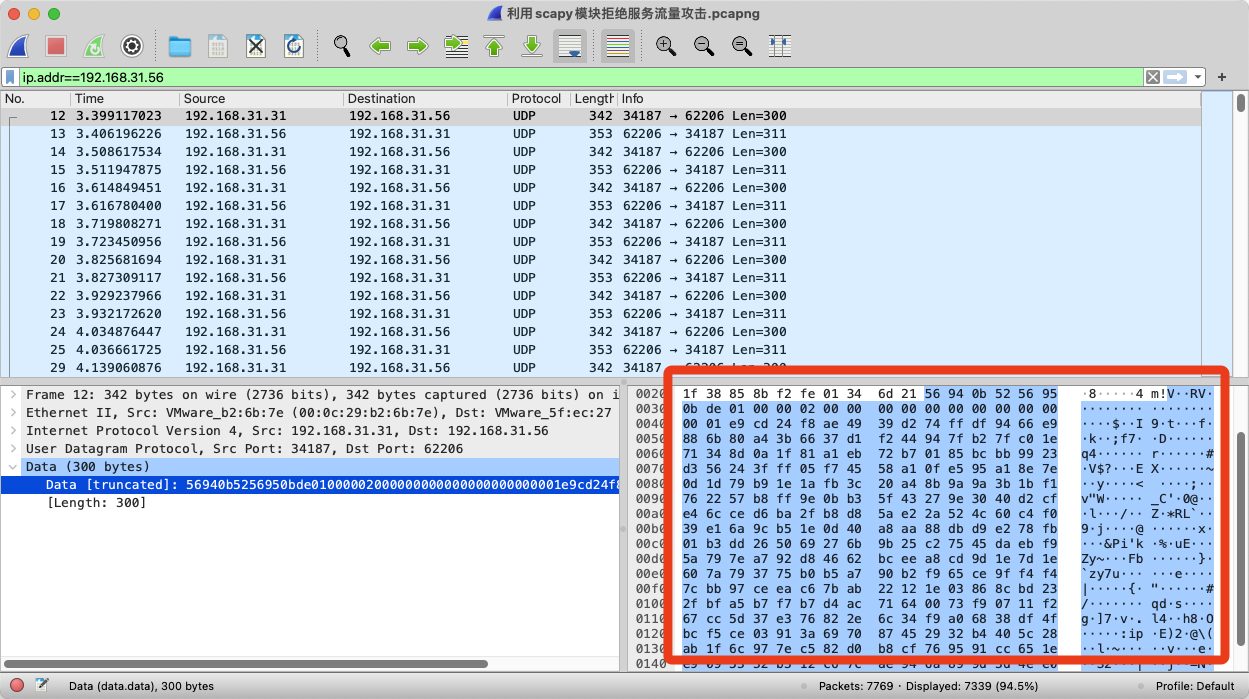 利用scapy模块拒绝服务流量攻击.pcapng
ip.addr==192.168.31.56
No. Time Source Destination Protocol Length Info
12 3.399117023 192.168.31.31 192.168.31.56 UDP 342 34187 → 62206 Len=300
13 3.406196226 192.168.31.56 192.168.31.31 UDP 353 62206 → 34187 Len=311
14 3.508617534 192.168.31.31 192.168.31.56 UDP 342 34187 → 62206 Len=300
15 3.511947875 192.168.31.56 192.168.31.31 UDP 353 62206 → 34187 Len=311
16 3.614849451 192.168.31.31 192.168.31.56 UDP 342 34187 → 62206 Len=300
17 3.616780400 192.168.31.56 192.168.31.31 UDP 353 62206 → 34187 Len=311
18 3.719808271 192.168.31.31 192.168.31.56 UDP 342 34187 → 62206 Len=300
19 3.723450956 192.168.31.56 192.168.31.31 UDP 353 62206 → 34187 Len=311
20 3.825681694 192.168.31.31 192.168.31.56 UDP 342 34187 → 62206 Len=300
21 3.827309117 192.168.31.56 192.168.31.31 UDP 353 62206 → 34187 Len=311
22 3.929237966 192.168.31.31 192.168.31.56 UDP 342 34187 → 62206 Len=300
23 3.932172620 192.168.31.56 192.168.31.31 UDP 353 62206 → 34187 Len=311
24 4.034876447 192.168.31.31 192.168.31.56 UDP 342 34187 → 62206 Len=300
25 4.036661725 192.168.31.56 192.168.31.31 UDP 353 62206 → 34187 Len=311
29 4.139060876 192.168.31.31 192.168.31.56 UDP 342 34187 → 62206 Len=300
Frame 12: 342 bytes on wire (2736 bits), 342 bytes captured (2736 bits) on i
Ethernet II, Src: VMware_b2:6b:7e (00:0c:29:b2:6b:7e), Dst: VMware_5f:ec:27
Internet Protocol Version 4, Src: 192.168.31.31, Dst: 192.168.31.56
User Datagram Protocol, Src Port: 34187, Dst Port: 62206
Data (300 bytes)
Data [truncated]: 56940b5256950bde0100000200000000000000000000000001e9cd24f8
[Length: 300]
0020 1f 38 85 8b f2 fe 01 34 6d 21 56 94 0b 52 56 95 ·8·····4 m!V··RV·
0030 0b de 01 00 00 02 00 00 00 00 00 00 00 00 00 00 ········ ········
0040 00 01 e9 cd 24 f8 ae 49 39 d2 74 ff df 94 66 e9 ····$··I 9·t···f·
0050 88 6b 80 a4 3b 66 37 d1 f2 44 94 7f b2 7f c0 1e ·k··;f7· ·D······
0060 71 34 8d 0a 1f 81 a1 eb 72 b7 01 85 bc bb 99 23 q4······ r······#
0070 d3 56 24 3f ff 05 f7 45 58 a1 0f e5 95 a1 8e 7e ·V$?···E X······~
0080 0d 1d 79 b9 1e 1a fb 3c 20 a4 8b 9a 9a 3b 1b f1 ··y····<  ····;··
0090 76 22 57 b8 ff 9e 0b b3 5f 43 27 9e 30 40 d2 cf v"W····· _C'·0@··
00a0 e4 6c ce d6 ba 2f b8 d8 5a e2 2a 52 4c 60 c4 f0 ·l···/·· Z·*RL`··
00b0 39 e1 6a 9c b5 1e 0d 40 a8 aa 88 db d9 e2 78 fb 9·j····@ ······x·
00c0 01 b3 dd 26 50 69 27 6b 9b 25 c2 75 45 da eb f9 ···&Pi'k ·%·uE···
00d0 5a 79 7e a7 92 d8 46 62 bc ee a8 cd 9d 1e 7d 1e Zy~···Fb ······}·
00e0 60 7a 79 37 75 b0 b5 a7 90 b2 f9 65 ce 9f f4 f4 `zy7u··· ···e····
00f0 7c bb 97 ce ea c6 7b ab 22 12 1e 03 86 8c bd 23 |·····{· "······#
0100 2f bf a5 b7 f7 b7 d4 ac 71 64 00 73 f9 07 11 f2 /······· qd·s····
0110 67 cc 5d 37 e3 76 82 2e 6c 34 f9 a0 68 38 df 4f g·]7·v·. l4··h8·O
0120 bc f5 ce 03 91 3a 69 70 87 45 29 32 b4 40 5c 28 ·····:ip ·E)2·@\(
0130 ab 1f 6c 97 7e c5 82 d0 b8 cf 76 95 91 cc 65 1e ··l·~··· ··v···e·
0140
Data (data.data), 300 bytes
Packets: 7769 · Displayed: 7339 (94.5%)
Profile: Default